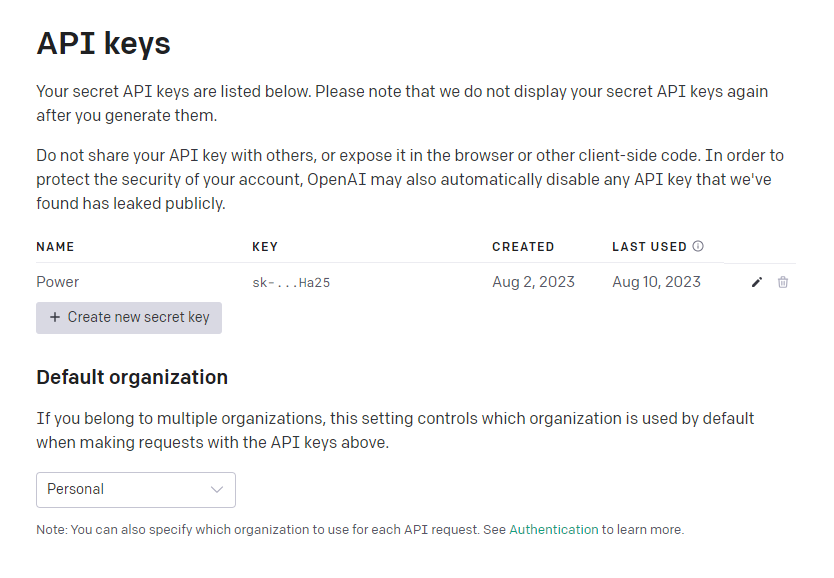 API keys
Your secret API keys are listed below. Please note that we do not display your secret API keys again
after you generate them.
Do not share your API key with others, or expose it in the browser or other client-side code. In order to
protect the security of your account, OpenAI may also automatically disable any API key that we've
found has leaked publicly.
NAME KEY CREATED LAST USED
Power sk-...Ha25 Aug 2, 2023 Aug 10, 2023
+ Create new secret key
Default organization
If you belong to multiple organizations, this setting controls which organization is used by default
when making requests with the API keys above.
Personal
Note: You can also specify which organization to use for each API request. See Authentication to learn more.